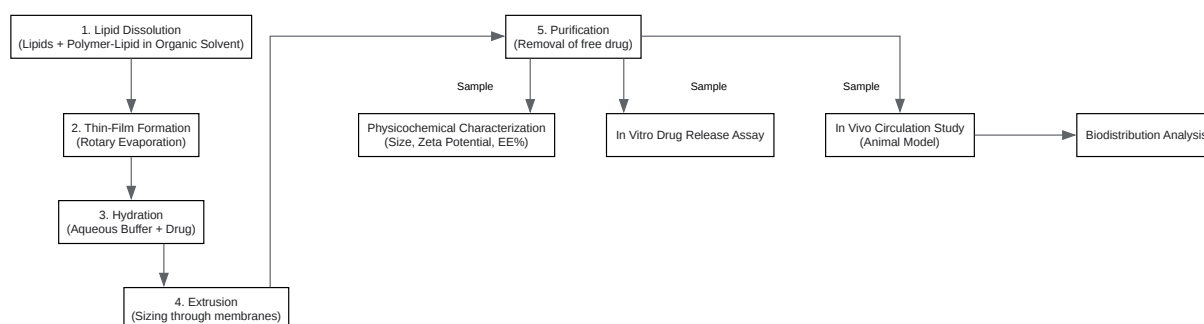 1. Lipid Dissolution
(Lipids + Polymer-Lipid in Organic Solvent)
2. Thin-Film Formation
(Rotary Evaporation)
3. Hydration
(Aqueous Buffer + Drug)
4. Extrusion
(Sizing through membranes)
5. Purification
(Removal of free drug)
Sample
Sample
Sample
Physicochemical Characterization
(Size, Zeta Potential, EE%)
In Vitro Drug Release Assay
In Vivo Circulation Study
(Animal Model)
Biodistribution Analysis